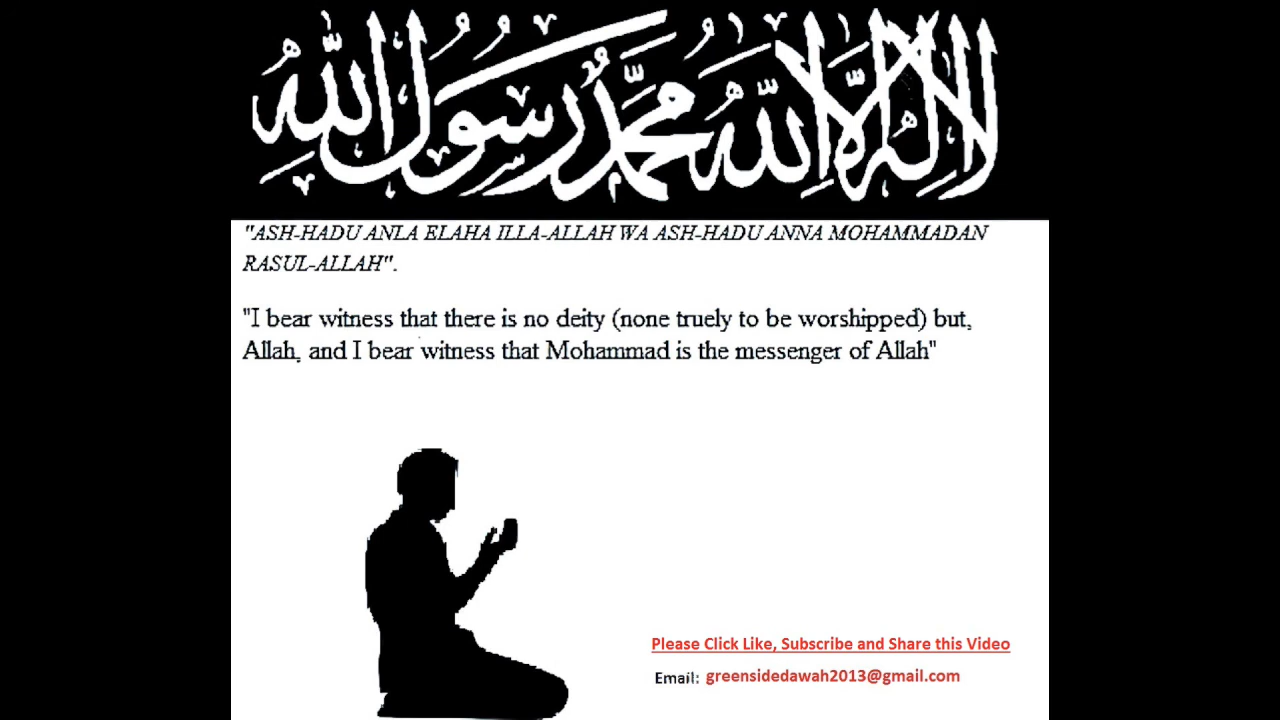 لا إله إلا الله محمد رسول الله
"ASH-HADU ANLA ELAHA ILLA-ALLAH WA ASH-HADU ANNA MOHAMMADAN
RASUL-ALLAH".
"I bear witness that there is no deity (none truely to be worshipped) but,
Allah, and I bear witness that Mohammad is the messenger of Allah"
Please Click Like, Subscribe and Share this Video
Email: greensidedawah2013@gmail.com